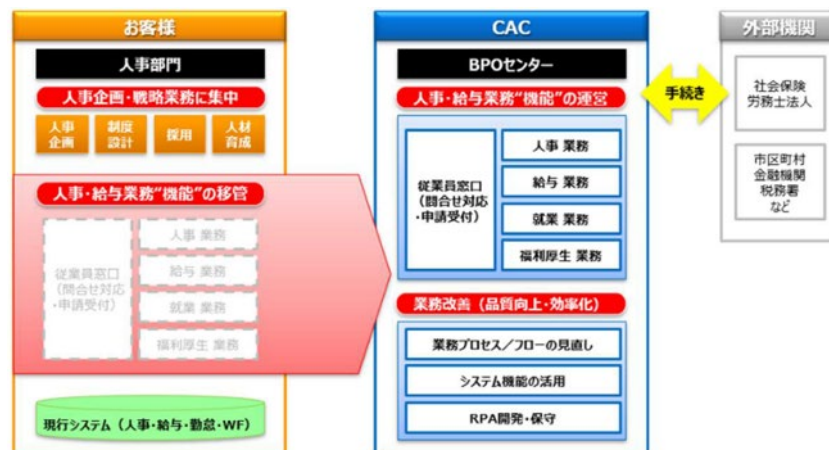 お客様
人事部門
人事企画・戦略業務に集中
人事
企画
制度
設計
採用
人材
育成
人事・給与業務“機能”の移管
従業員窓口
(問合せ対応
・申請受付)
人事 業務
給与 業務
就業 業務
福利厚生 業務
現行システム(人事・給与・勤怠・WF)
CAC
BPOセンター
人事・給与業務“機能”の運営
従業員窓口
(問合せ対応
・申請受付)
人事 業務
給与 業務
就業 業務
福利厚生 業務
業務改善(品質向上・効率化)
業務プロセス/フローの見直し
システム機能の活用
RPA開発・保守
手続き
外部機関
社会保険
労務士法人
市区町村
金融機関
税務署
など